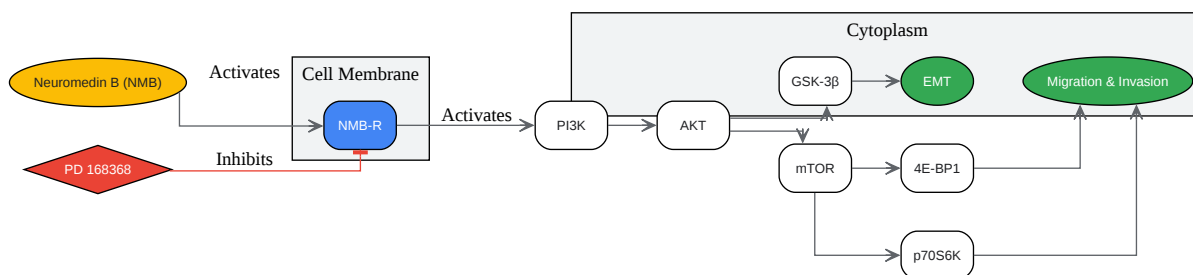 Cytoplasm
Neuromedin B (NMB)
Activates
Cell Membrane
GSK-3β
EMT
Migration & Invasion
NMB-R
Activates
PI3K
AKT
PD 168368
Inhibits
mTOR
4E-BP1
p70S6K